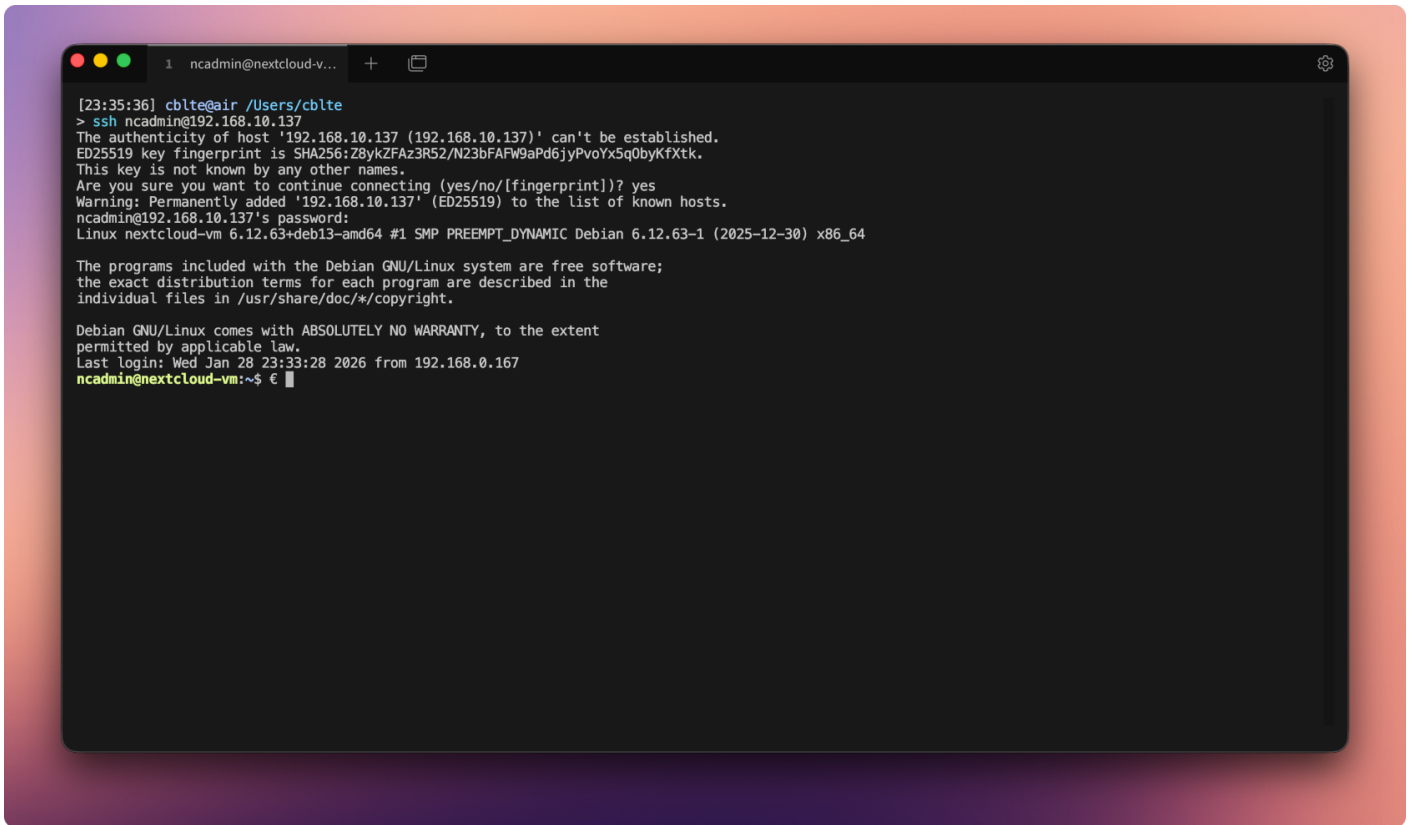 1 ncadmin@nextcloud-v...
[23:35:36] cblte@air /Users/cblte
> ssh ncadmin@192.168.10.137
The authenticity of host '192.168.10.137 (192.168.10.137)' can't be established.
ED25519 key fingerprint is SHA256:Z8ykZFAz3R52/N23bFAFW9aPd6jyPvoYx5qObyKfXtk.
This key is not known by any other names.
Are you sure you want to continue connecting (yes/no/[fingerprint])? yes
Warning: Permanently added '192.168.10.137' (ED25519) to the list of known hosts.
ncadmin@192.168.10.137's password:
Linux nextcloud-vm 6.12.63+deb13-amd64 #1 SMP PREEMPT_DYNAMIC Debian 6.12.63-1 (2025-12-30) x86_64
The programs included with the Debian GNU/Linux system are free software;
the exact distribution terms for each program are described in the
individual files in /usr/share/doc/*/copyright.
Debian GNU/Linux comes with ABSOLUTELY NO WARRANTY, to the extent
permitted by applicable law.
Last login: Wed Jan 28 23:33:28 2026 from 192.168.0.167
ncadmin@nextcloud-vm:~$ €